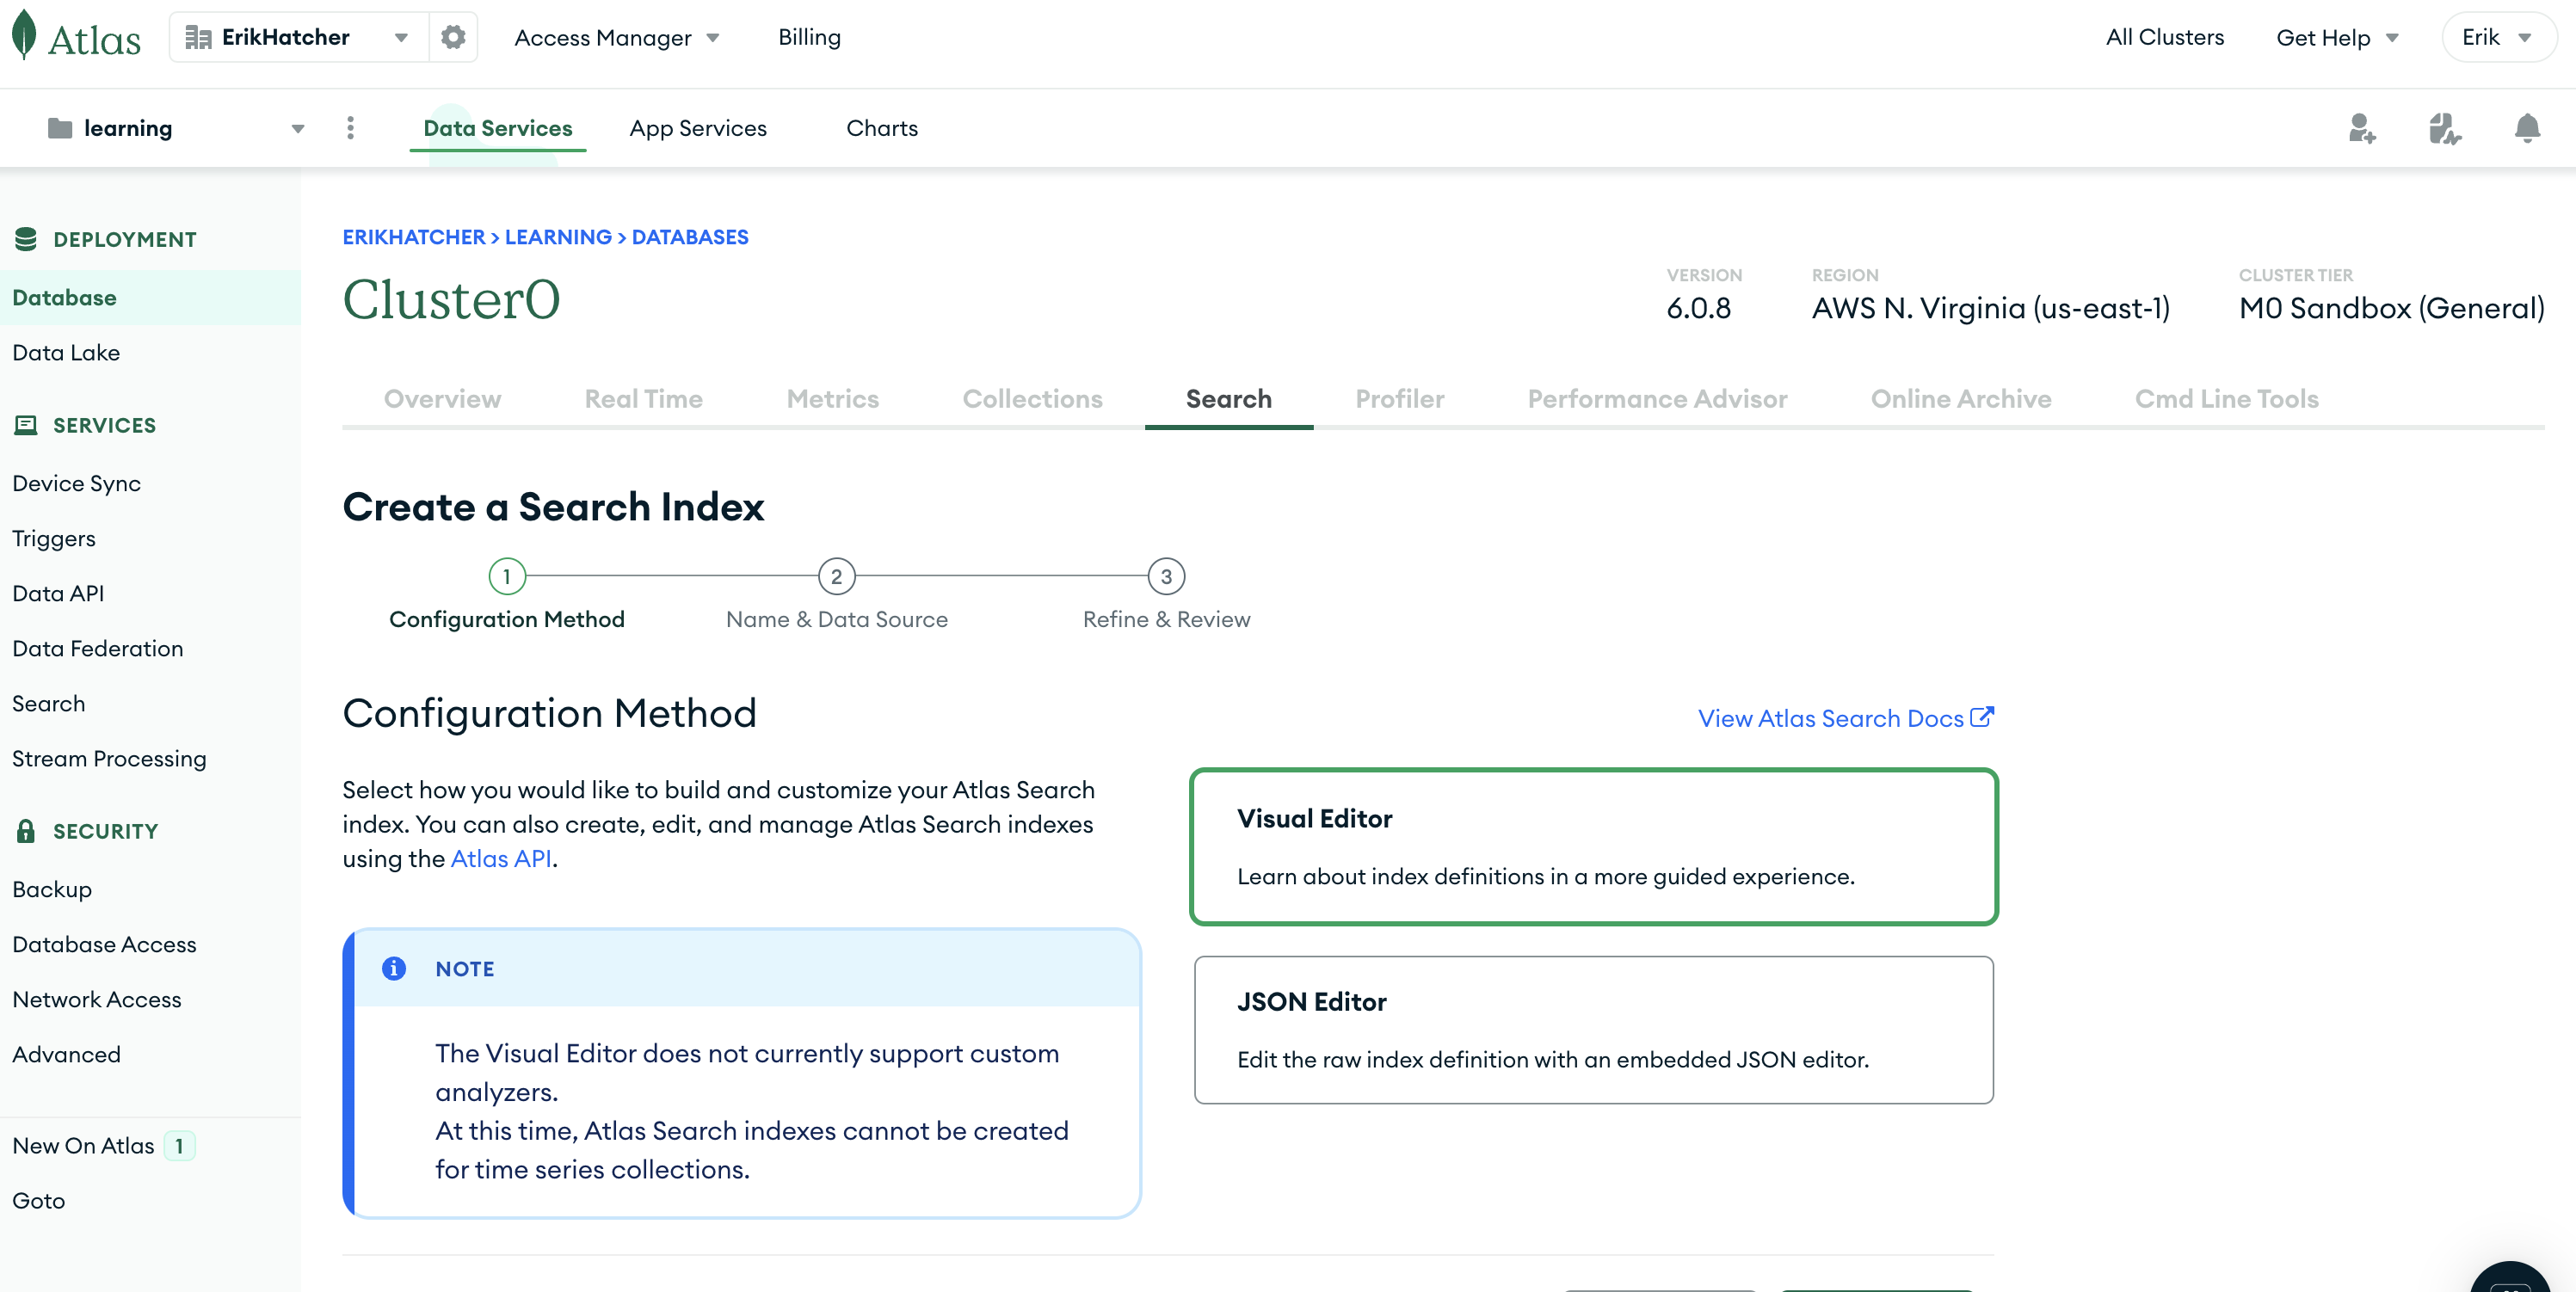 Atlas
ErikHatcher
Access Manager
Billing
All Clusters
Get Help
Erik
learning
Data Services
App Services
Charts
DEPLOYMENT
Database
Data Lake
SERVICES
Device Sync
Triggers
Data API
Data Federation
Search
Stream Processing
SECURITY
Backup
Database Access
Network Access
Advanced
New On Atlas 1
Goto
ERIKHATCHER > LEARNING > DATABASES
Cluster0
VERSION
6.0.8
REGION
AWS N. Virginia (us-east-1)
CLUSTER TIER
M0 Sandbox (General)
Overview
Real Time
Metrics
Collections
Search
Profiler
Performance Advisor
Online Archive
Cmd Line Tools
Create a Search Index
1
Configuration Method
2
Name & Data Source
3
Refine & Review
Configuration Method
View Atlas Search Docs
Select how you would like to build and customize your Atlas Search
index. You can also create, edit, and manage Atlas Search indexes
using the Atlas API.
NOTE
The Visual Editor does not currently support custom
analyzers.
At this time, Atlas Search indexes cannot be created
for time series collections.
Visual Editor
Learn about index definitions in a more guided experience.
JSON Editor
Edit the raw index definition with an embedded JSON editor.